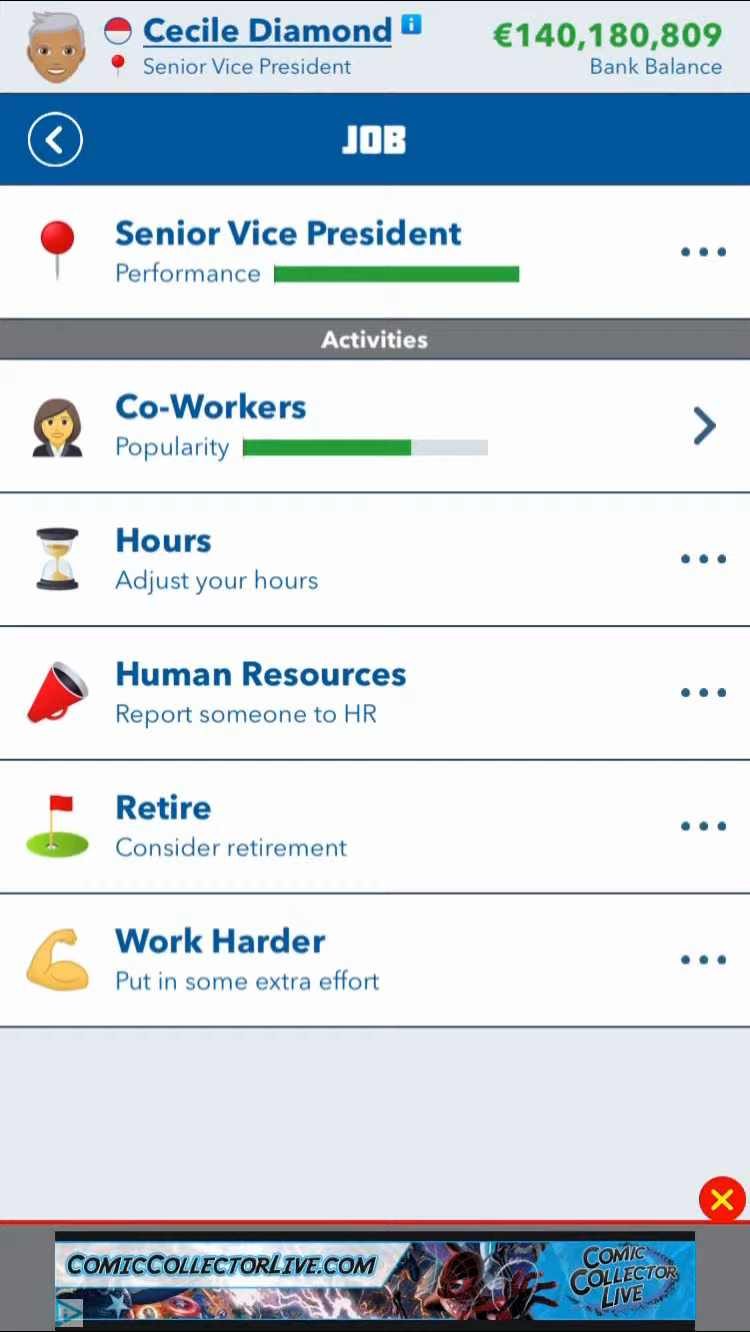 Cecile Diamond
€140,180,809
Senior Vice President
Bank Balance
JOB
Senior Vice President
Performance
Activities
Co-Workers
Popularity
Hours
Adjust your hours
Human Resources
Report someone to HR
Retire
Consider retirement
Work Harder
Put in some extra effort
COMICCOLLECTORLIVE.COM
COMIC
COLLECTOR
LIVE